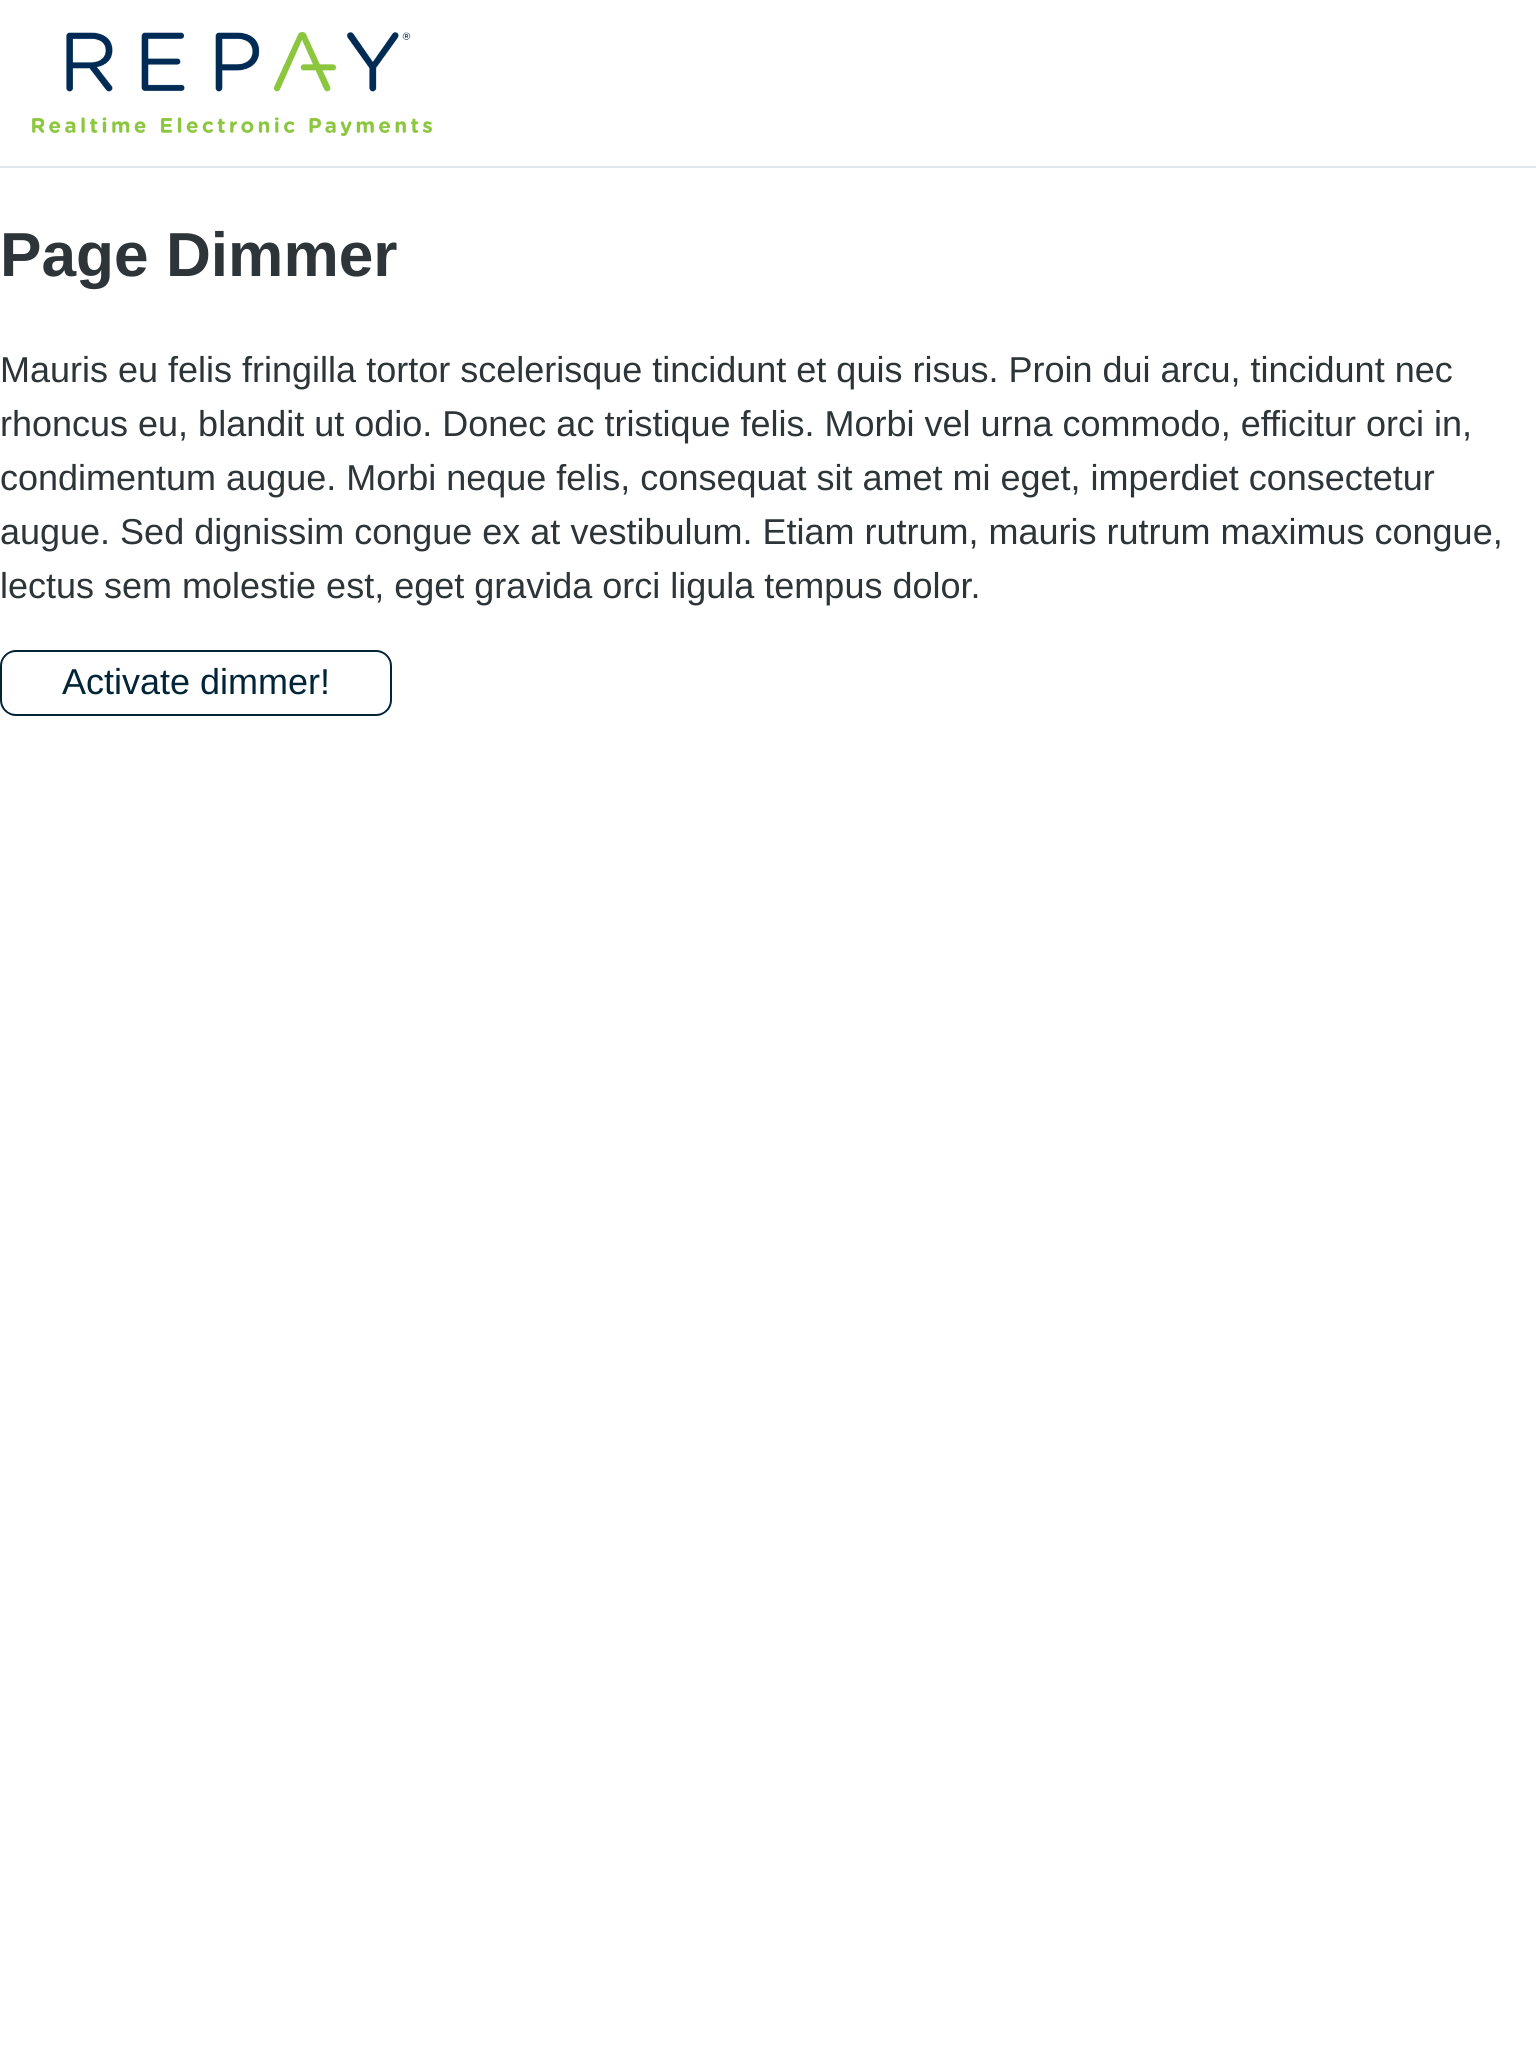 REPAY®
Realtime Electronic Payments
Page Dimmer
Mauris eu felis fringilla tortor scelerisque tincidunt et quis risus. Proin dui arcu, tincidunt nec
rhoncus eu, blandit ut odio. Donec ac tristique felis. Morbi vel urna commodo, efficitur orci in,
condimentum augue. Morbi neque felis, consequat sit amet mi eget, imperdiet consectetur
augue. Sed dignissim congue ex at vestibulum. Etiam rutrum, mauris rutrum maximus congue,
lectus sem molestie est, eget gravida orci ligula tempus dolor.
Activate dimmer!